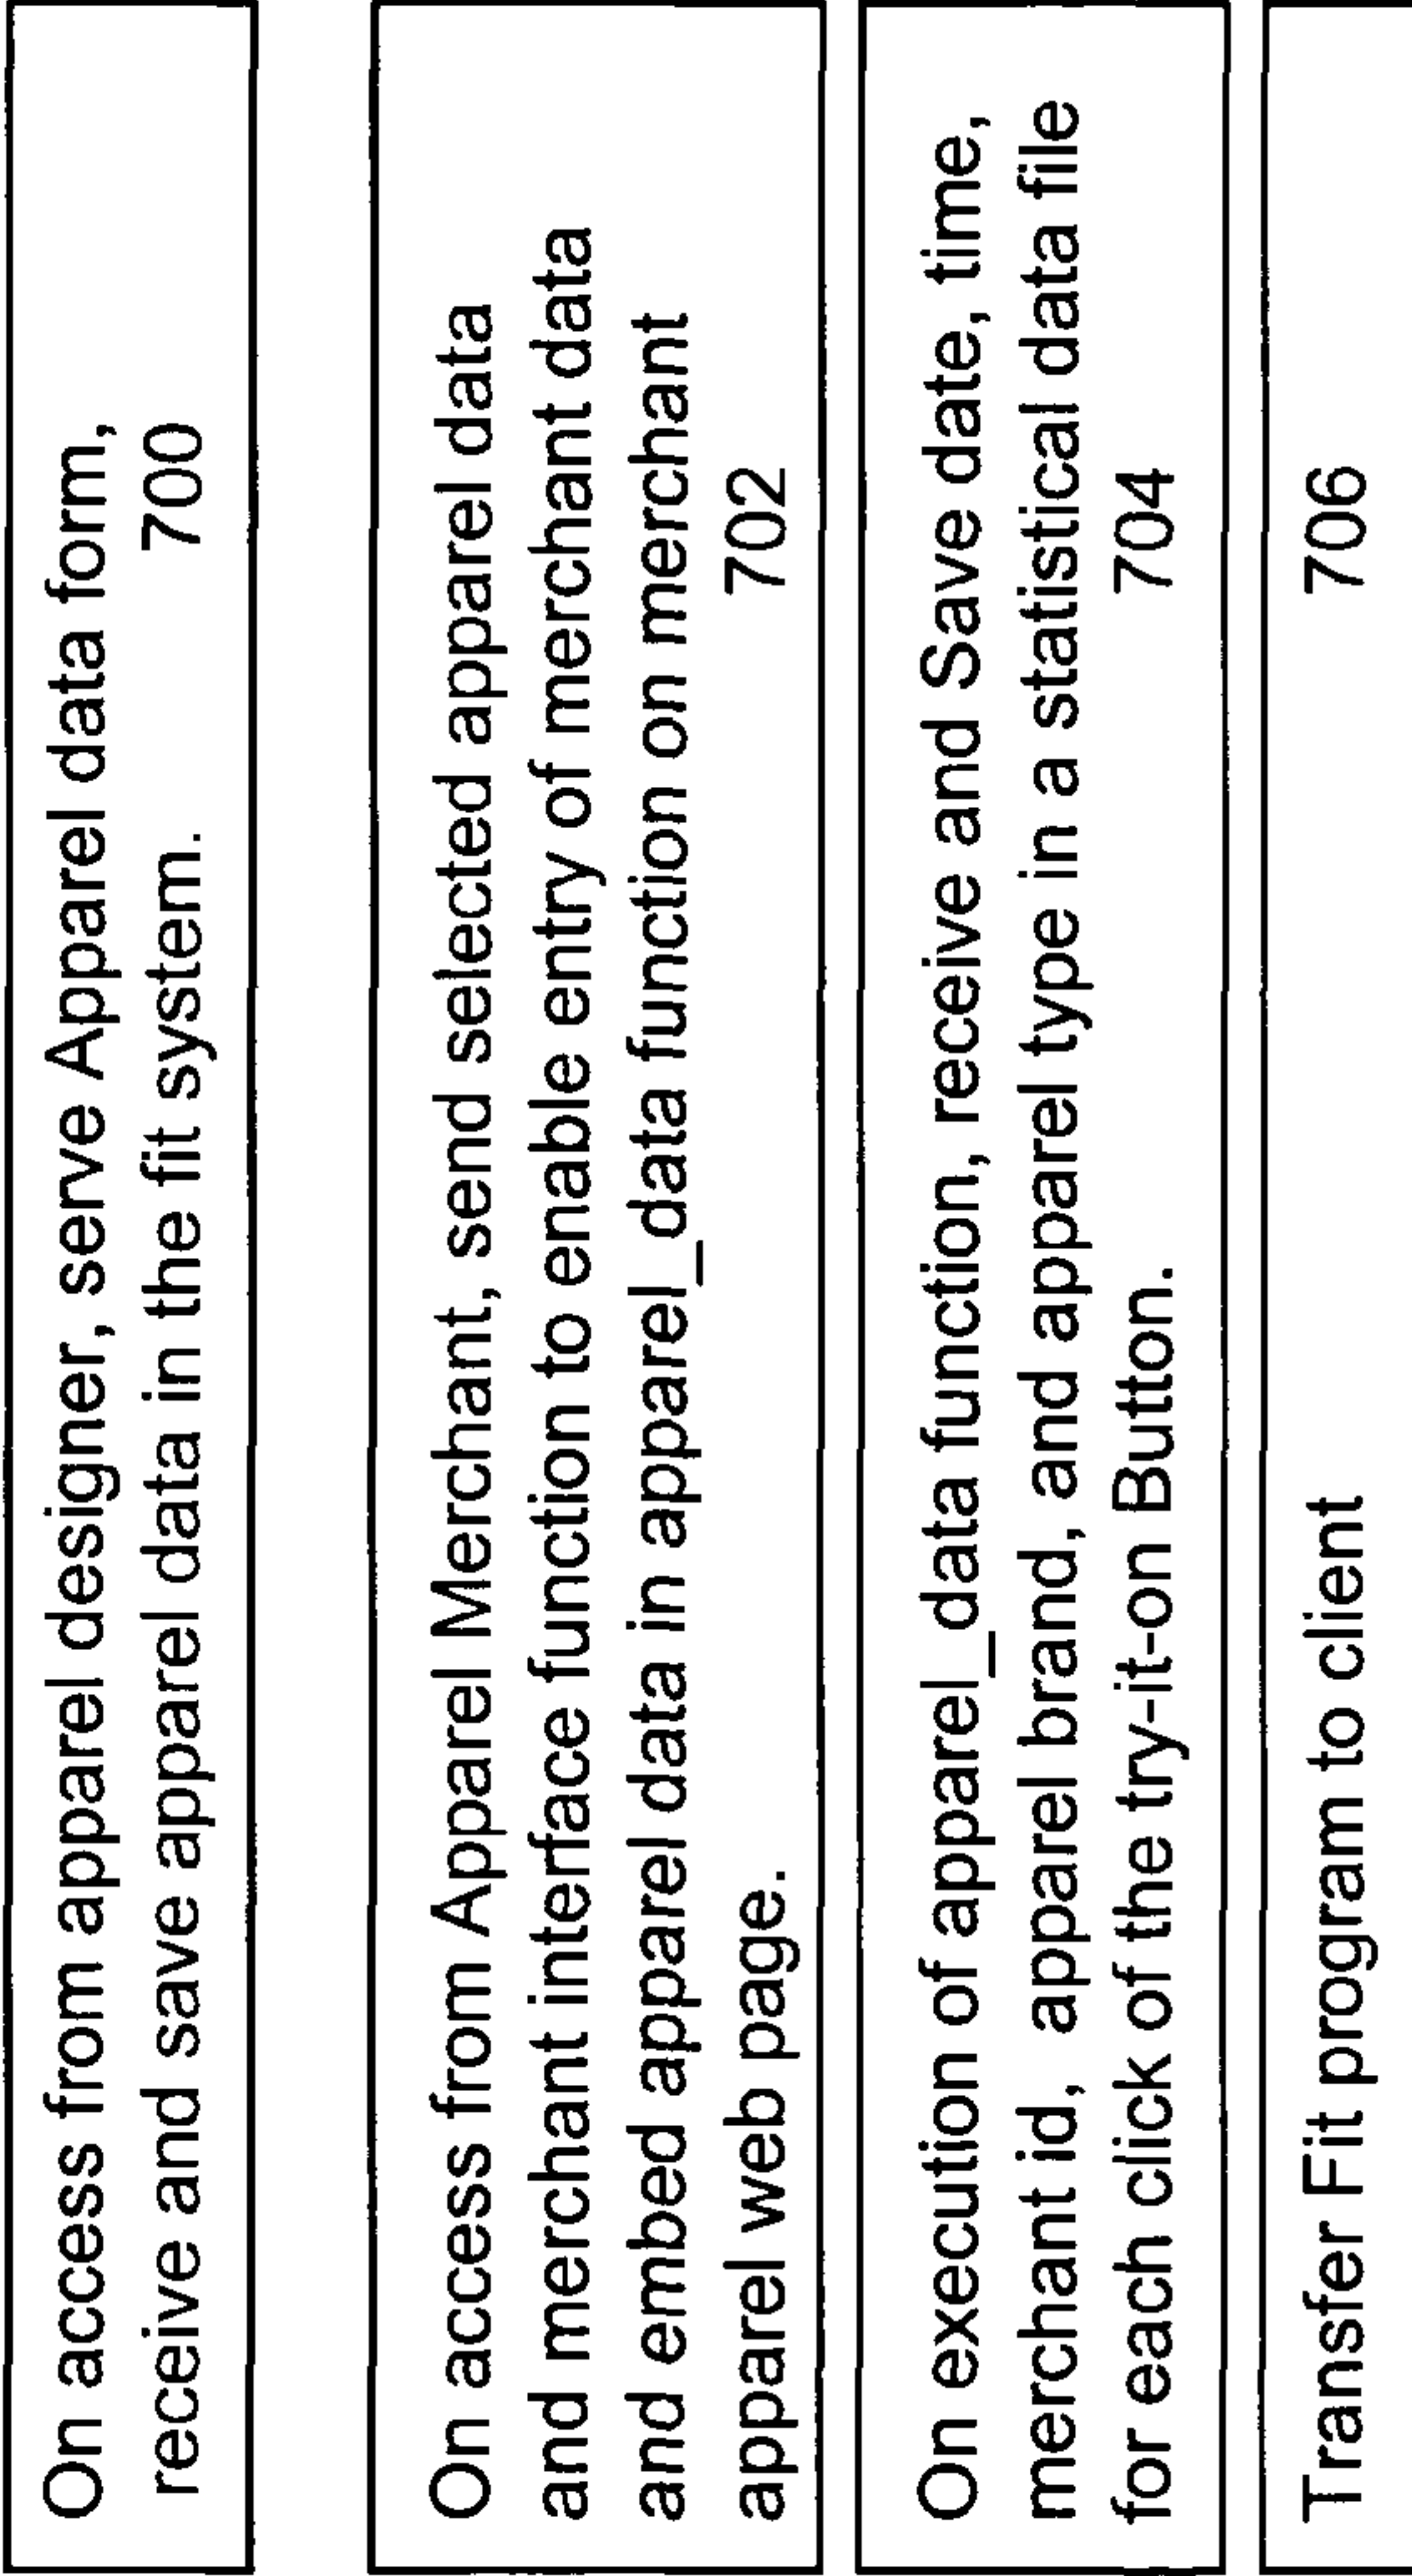 On access from apparel designer, serve Apparel data form,
receive and save apparel data in the fit system. 700
On access from Apparel Merchant, send selected apparel data
and merchant interface function to enable entry of merchant data
and embed apparel data in apparel_data function on merchant
apparel web page. 702
On execution of apparel_data function, receive and Save date, time,
merchant id, apparel brand, and apparel type in a statistical data file
for each click of the try-it-on Button. 704
Transfer Fit program to client 706